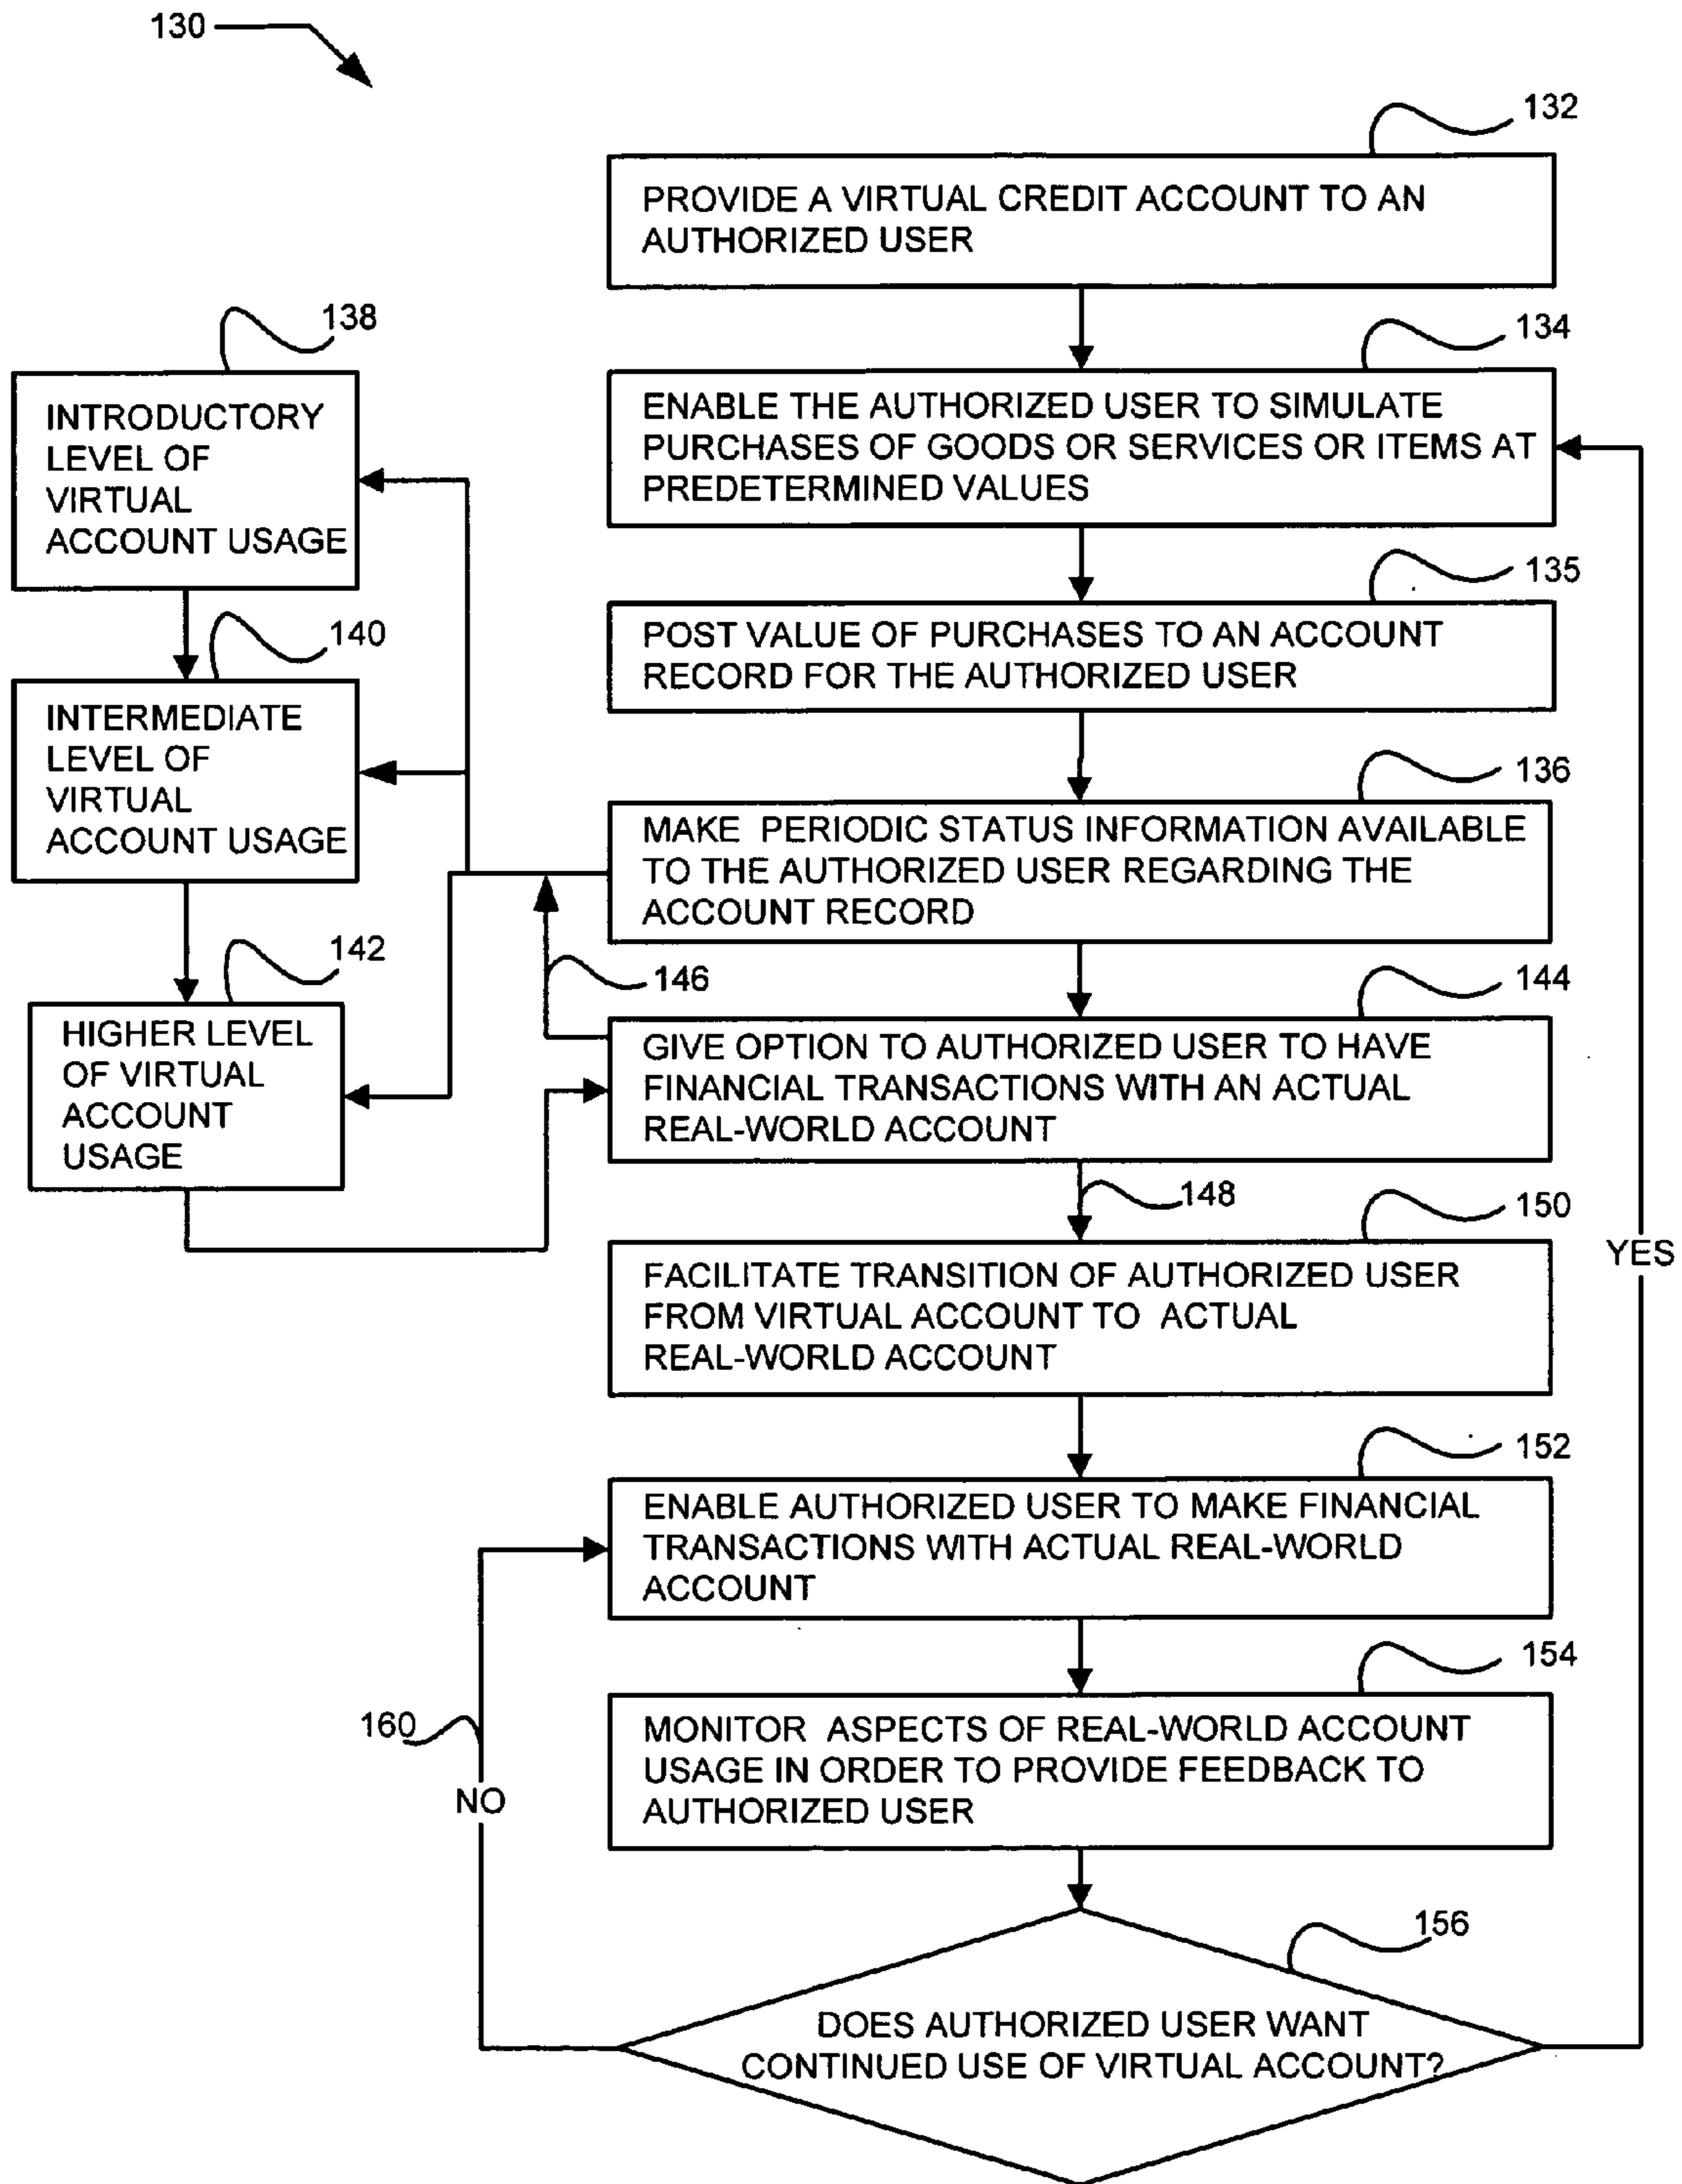 130
132
PROVIDE A VIRTUAL CREDIT ACCOUNT TO AN
AUTHORIZED USER
134
ENABLE THE AUTHORIZED USER TO SIMULATE
PURCHASES OF GOODS OR SERVICES OR ITEMS AT
PREDETERMINED VALUES
138
INTRODUCTORY
LEVEL OF
VIRTUAL
ACCOUNT USAGE
135
POST VALUE OF PURCHASES TO AN ACCOUNT
RECORD FOR THE AUTHORIZED USER
140
INTERMEDIATE
LEVEL OF
VIRTUAL
ACCOUNT USAGE
136
MAKE PERIODIC STATUS INFORMATION AVAILABLE
TO THE AUTHORIZED USER REGARDING THE
ACCOUNT RECORD
142
HIGHER LEVEL
OF VIRTUAL
ACCOUNT
USAGE
146
144
GIVE OPTION TO AUTHORIZED USER TO HAVE
FINANCIAL TRANSACTIONS WITH AN ACTUAL
REAL-WORLD ACCOUNT
148
150
FACILITATE TRANSITION OF AUTHORIZED USER
FROM VIRTUAL ACCOUNT TO ACTUAL
REAL-WORLD ACCOUNT
YES
152
ENABLE AUTHORIZED USER TO MAKE FINANCIAL
TRANSACTIONS WITH ACTUAL REAL-WORLD
ACCOUNT
154
MONITOR ASPECTS OF REAL-WORLD ACCOUNT
USAGE IN ORDER TO PROVIDE FEEDBACK TO
AUTHORIZED USER
160
NO
156
DOES AUTHORIZED USER WANT
CONTINUED USE OF VIRTUAL ACCOUNT?